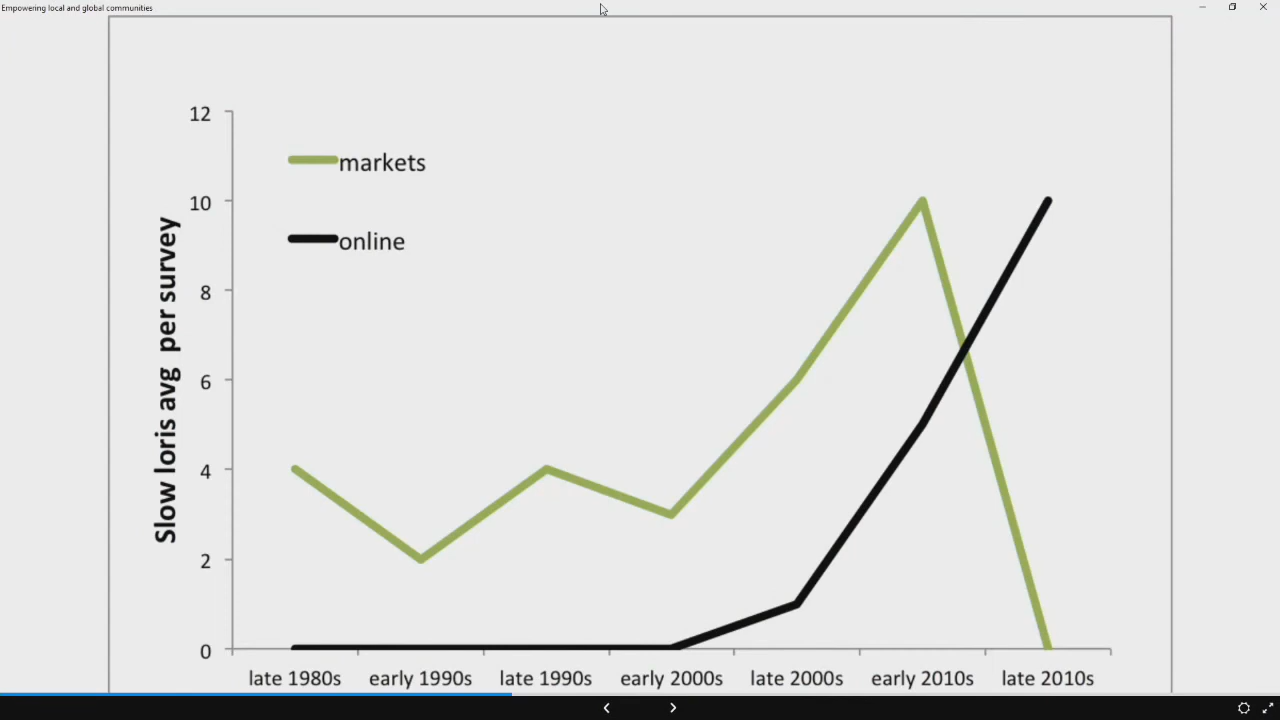 Empowering local and global communities
12
markets
10
online
8
6
4
2
0
Slow loris avg per survey
late 1980s early 1990s late 1990s early 2000s late 2000s early 2010s late 2010s